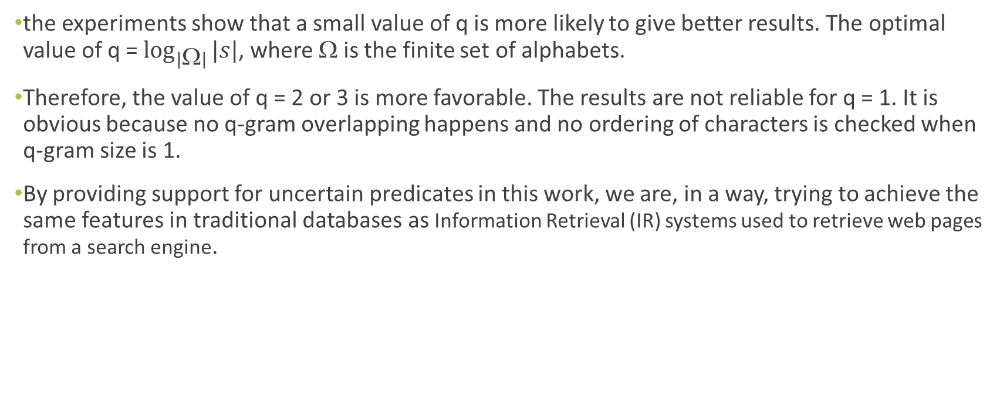 •the experiments show that a small value of q is more likely to give better results. The optimal
value of q = log|Ω| |s|, where Ω is the finite set of alphabets.
•Therefore, the value of q = 2 or 3 is more favorable. The results are not reliable for q = 1. It is
obvious because no q-gram overlapping happens and no ordering of characters is checked when
q-gram size is 1.
•By providing support for uncertain predicates in this work, we are, in a way, trying to achieve the
same features in traditional databases as Information Retrieval (IR) systems used to retrieve web pages
from a search engine.